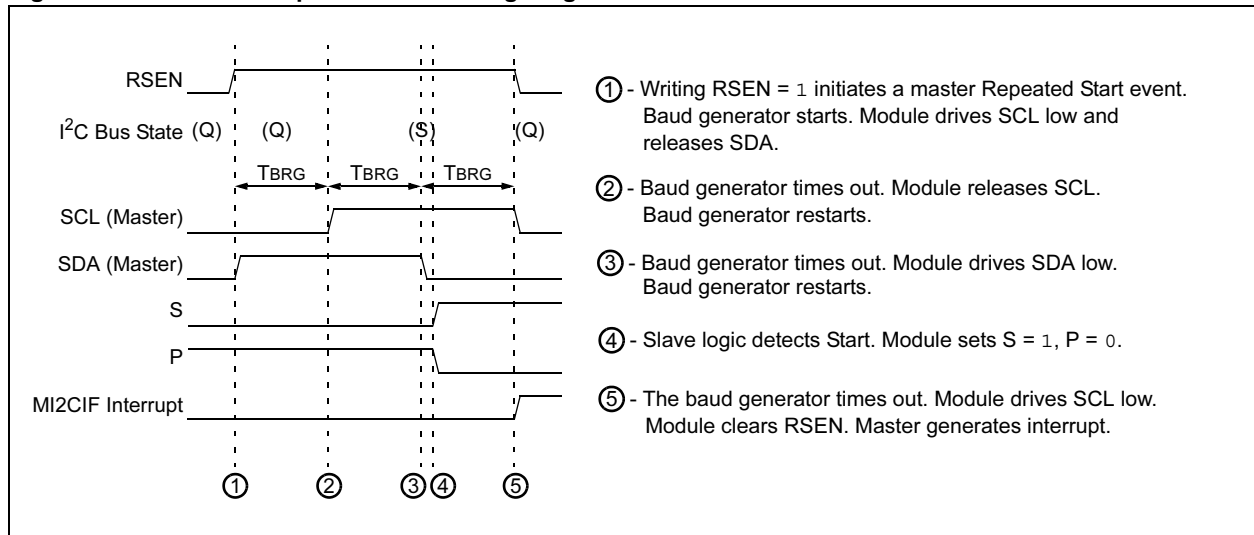 RSEN
I2C Bus State (Q) (Q) (S) (Q)
TBRG TBRG TBRG
SCL (Master)
SDA (Master)
S
P
MI2CIF Interrupt
1 2 3 4 5
1 - Writing RSEN = 1 initiates a master Repeated Start event.
Baud generator starts. Module drives SCL low and
releases SDA.
2 - Baud generator times out. Module releases SCL.
Baud generator restarts.
3 - Baud generator times out. Module drives SDA low.
Baud generator restarts.
4 - Slave logic detects Start. Module sets S = 1, P = 0.
5 - The baud generator times out. Module drives SCL low.
Module clears RSEN. Master generates interrupt.